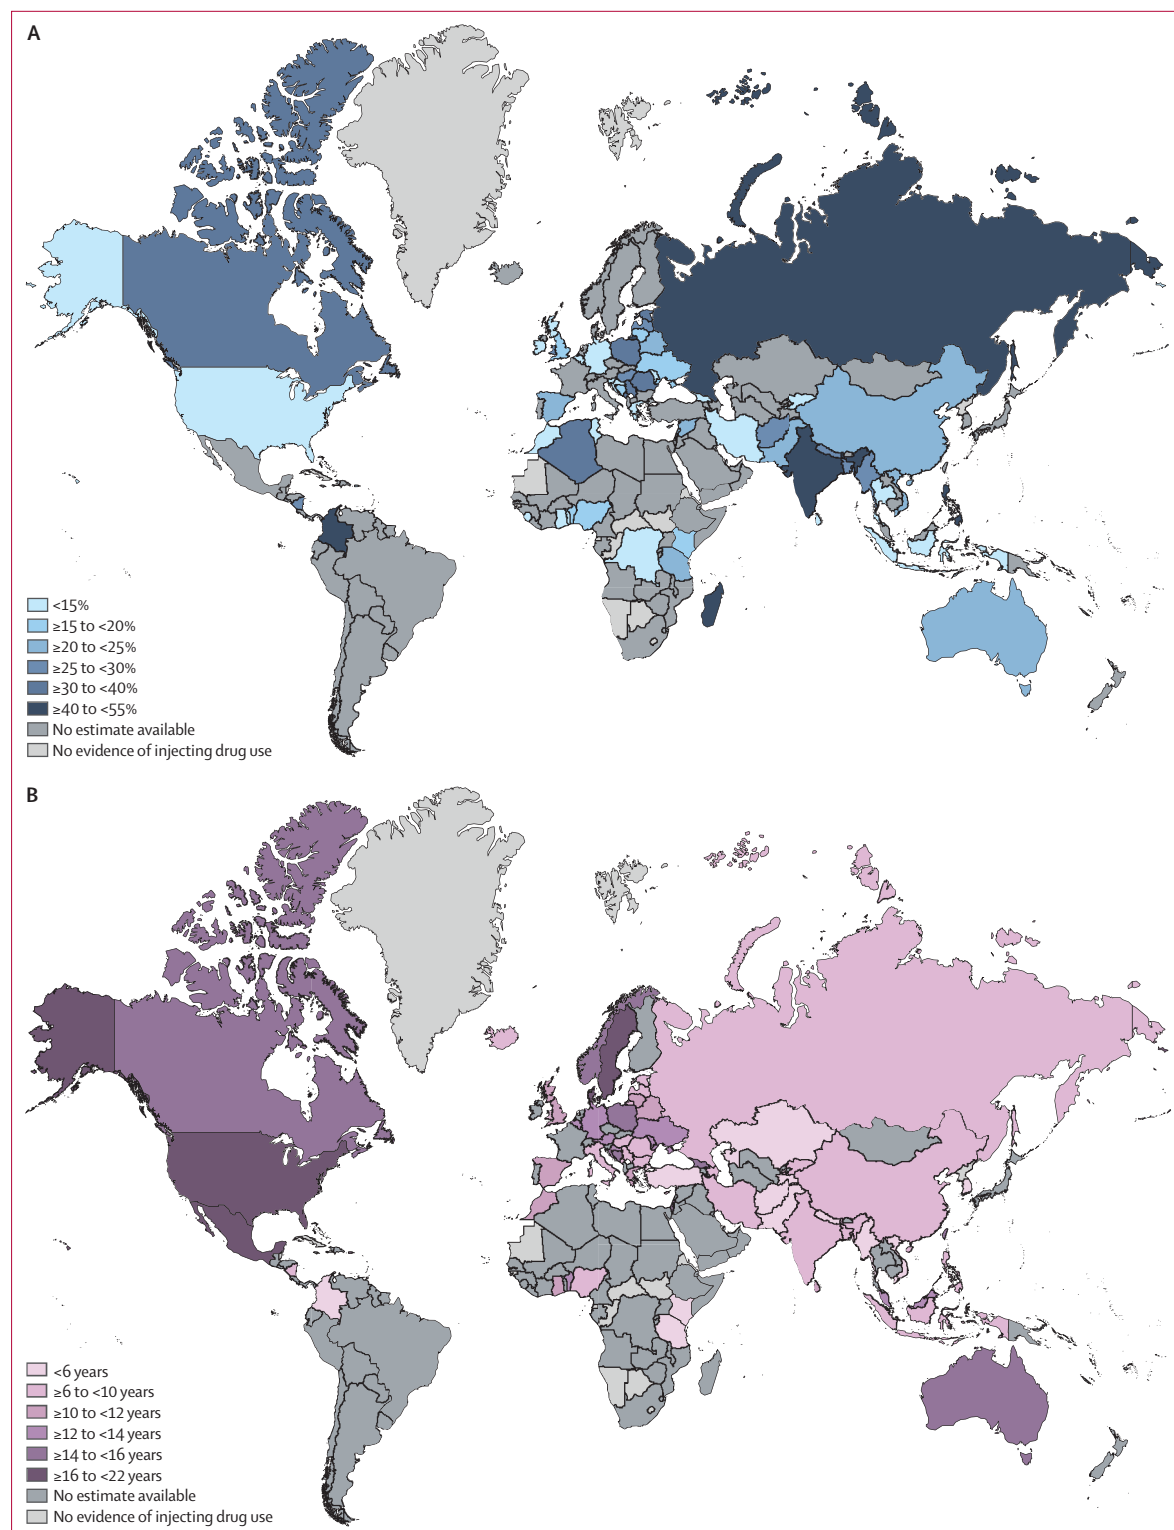 A
<15%
≥15 to <20%
≥20 to <25%
≥25 to <30%
≥30 to <40%
≥40 to <55%
No estimate available
No evidence of injecting drug use
B
<6 years
≥6 to <10 years
≥10 to <12 years
≥12 to <14 years
≥14 to <16 years
≥16 to <22 years
No estimate available
No evidence of injecting drug use